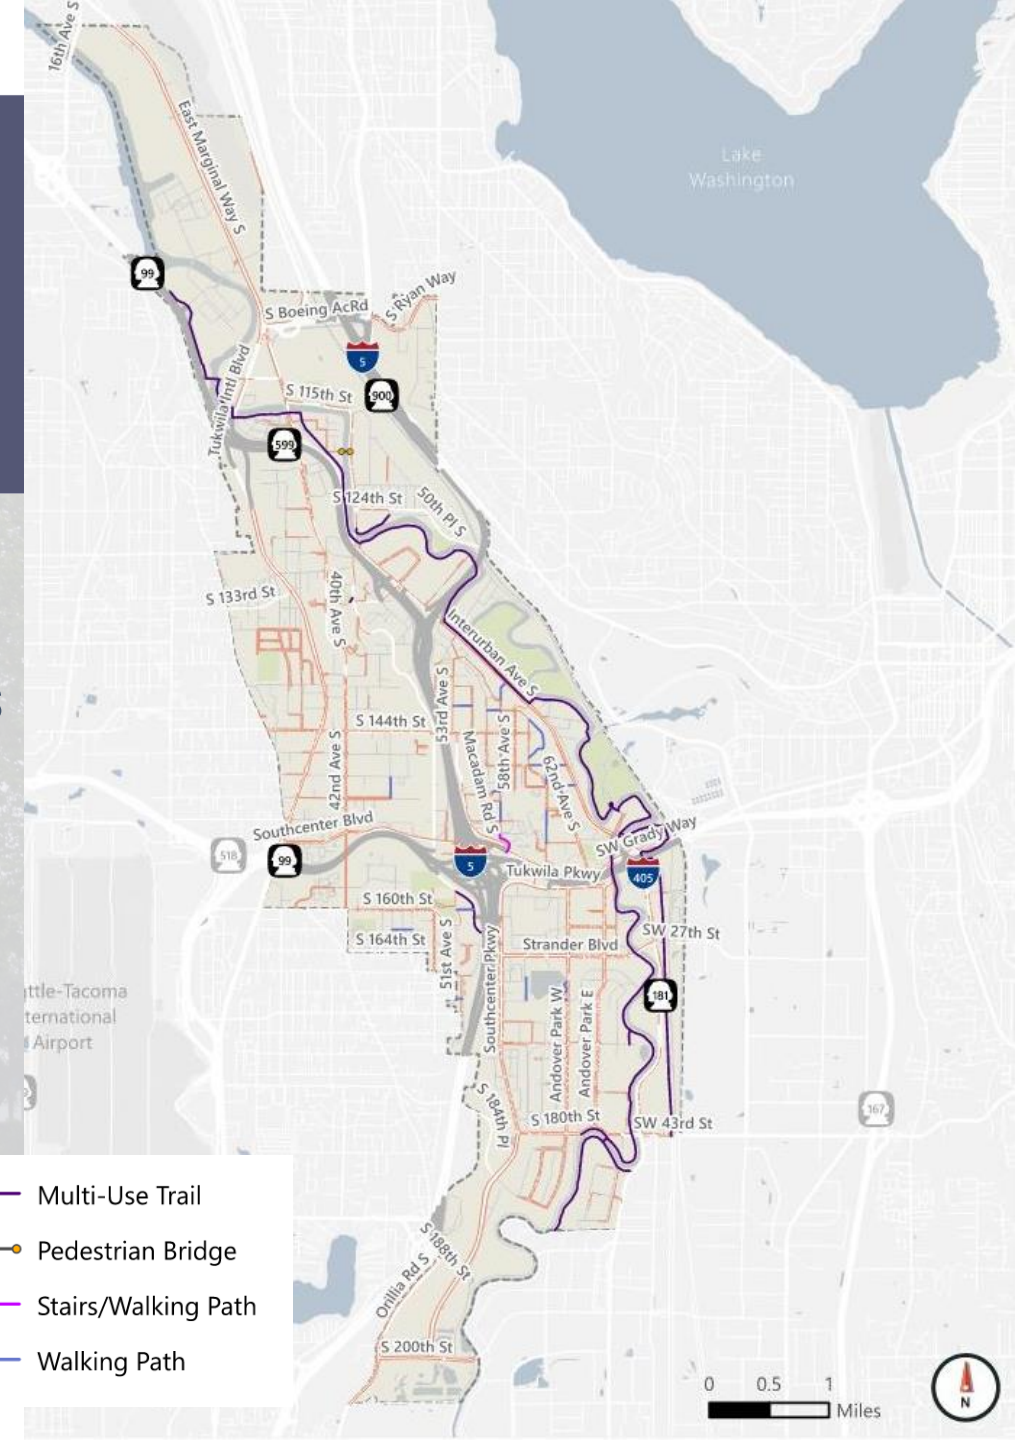 16th Ave S
East Marginal Way S
Lake
Washington
99
S Boeing AcRd
S Ryan Way
5
Tukwila Intl Blvd
S 115th St
900
599
S 124th St
50th Pl S
S 133rd St
40th Ave S
Interurban Ave S
S 144th St
53rd Ave S
Macadam Rd S
58th Ave S
62nd Ave S
42nd Ave S
Southcenter Blvd
SW Grady Way
518
99
5
Tukwila Pkwy
405
S 160th St
SW 27th St
S 164th St
51st Ave S
Strander Blvd
Southcenter Pkwy
181
ttle-Tacoma
ternational
Airport
Andover Park W
Andover Park E
S 184th Pl
S 180th St
SW 43rd St
167
Multi-Use Trail
Pedestrian Bridge
Stairs/Walking Path
Walking Path
S 188th St
Orillia Rd S
S 200th St
0 0.5 1
Miles
N